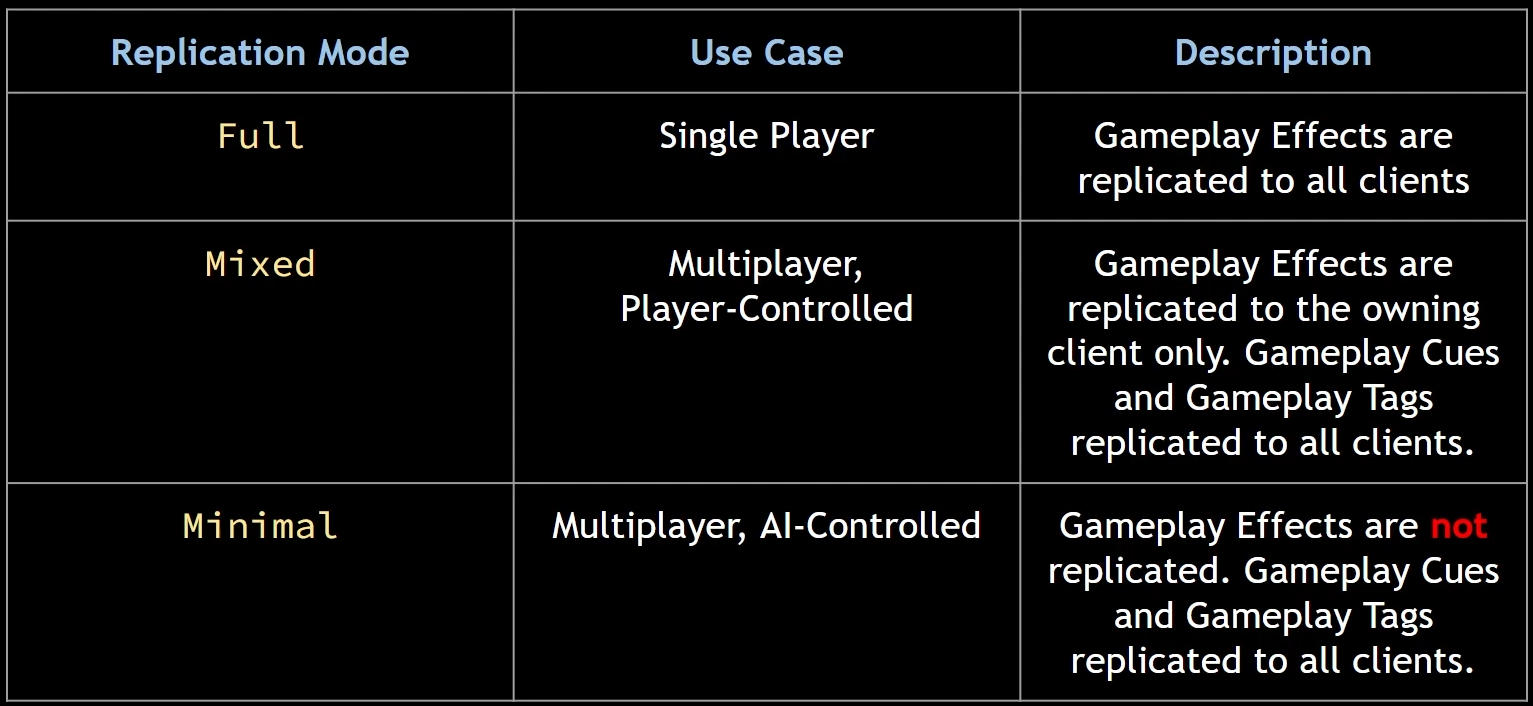 Replication Mode
Use Case
Description
Full
Single Player
Gameplay Effects are
replicated to all clients
Mixed
Multiplayer,
Player-Controlled
Gameplay Effects are
replicated to the owning
client only. Gameplay Cues
and Gameplay Tags
replicated to all clients.
Minimal
Multiplayer, AI-Controlled
Gameplay Effects are not
replicated. Gameplay Cues
and Gameplay Tags
replicated to all clients.